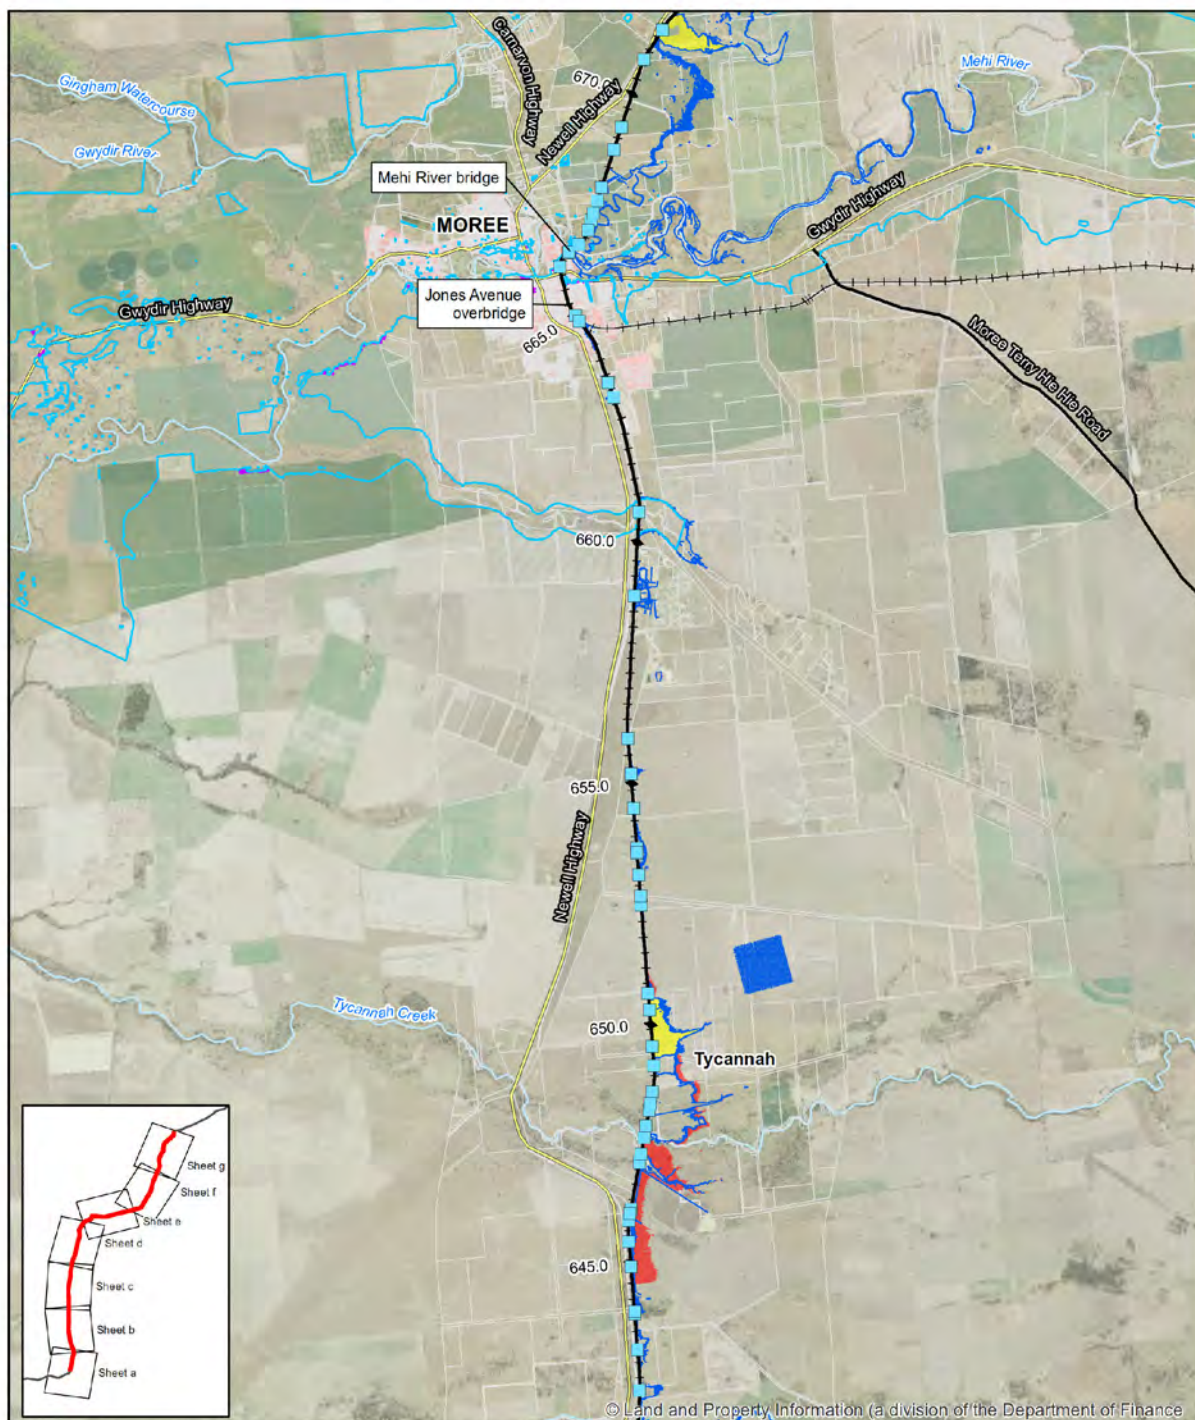 Carnarvon Highway
670.0
Newell Highway
Mehi River
Gingham Watercourse
Gwydir River
Mehi River bridge
Gwydir Highway
MOREE
Jones Avenue
overbridge
Gwydir Highway
665.0
Moree Terry Hie Hie Road
660.0
655.0
Newell Highway
Tycannah Creek
650.0
Tycannah
645.0
Sheet g
Sheet f
Sheet e
Sheet d
Sheet c
Sheet b
Sheet a
© Land and Property Information (a division of the Department of Finance